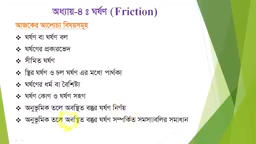 অধ্যায়-৪ ঃ ঘর্ষণ (Friction)
আজকের আলোচ্য বিষয়সমূহ
ঘর্ষণ বা ঘর্ষণ বল
ঘর্ষণের প্রকারভেদ
সীমিত ঘর্ষণ
স্থির ঘর্ষণ ও চল ঘর্ষণ এর মধ্যে পার্থক্য
ঘর্ষণের ধর্ম বা বৈশিষ্ট্য
ঘর্ষণ কোণ ও ঘর্ষণ সহগ
অনুভূমিক তলে অবস্থিত বস্তুর ঘর্ষণ নির্ণয়
অনুভূমিক তলে অবস্থিত বস্তুর ঘর্ষণ সম্পর্কিত সমস্যাবলির সমাধান